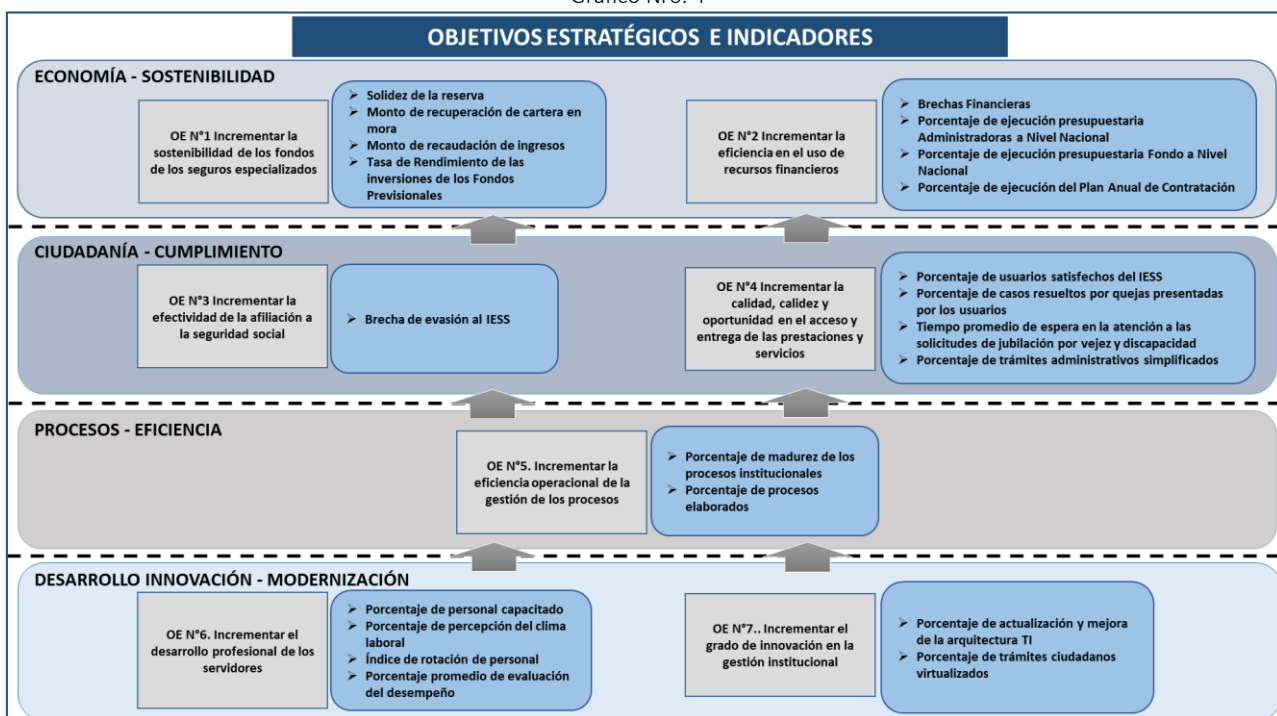 Gráfico Nro. 4
OBJETIVOS ESTRATÉGICOS E INDICADORES
ECONOMÍA - SOSTENIBILIDAD
OE N°1 Incrementar la
sostenibilidad de los fondos
de los seguros especializados
➢ Solidez de la reserva
➢ Monto de recuperación de cartera en
mora
➢ Monto de recaudación de ingresos
➢ Tasa de Rendimiento de las
inversiones de los Fondos
Previsionales
OE N°2 Incrementar la
eficiencia en el uso de
recursos financieros
➢ Brechas Financieras
➢ Porcentaje de ejecución presupuestaria
Administradoras a Nivel Nacional
➢ Porcentaje de ejecución presupuestaria Fondo a Nivel
Nacional
➢ Porcentaje de ejecución del Plan Anual de Contratación
CIUDADANÍA - CUMPLIMIENTO
OE N°3 Incrementar la
efectividad de la afiliación a
la seguridad social
➢ Brecha de evasión al IESS
OE N°4 Incrementar la
calidad, calidez y
oportunidad en el acceso y
entrega de las prestaciones y
servicios
➢ Porcentaje de usuarios satisfechos del IESS
➢ Porcentaje de casos resueltos por quejas presentadas
por los usuarios
➢ Tiempo promedio de espera en la atención a las
solicitudes de jubilación por vejez y discapacidad
➢ Porcentaje de trámites administrativos simplificados
PROCESOS - EFICIENCIA
OE N°5. Incrementar la
eficiencia operacional de la
gestión de los procesos
➢ Porcentaje de madurez de los
procesos institucionales
➢ Porcentaje de procesos
elaborados
DESARROLLO INNOVACIÓN - MODERNIZACIÓN
OE N°6. Incrementar el
desarrollo profesional de los
servidores
➢ Porcentaje de personal capacitado
➢ Porcentaje de percepción del clima
laboral
➢ Índice de rotación de personal
➢ Porcentaje promedio de evaluación
del desempeño
OE N°7.. Incrementar el
grado de innovación en la
gestión institucional
➢ Porcentaje de actualización y mejora
de la arquitectura TI
➢ Porcentaje de trámites ciudadanos
virtualizados